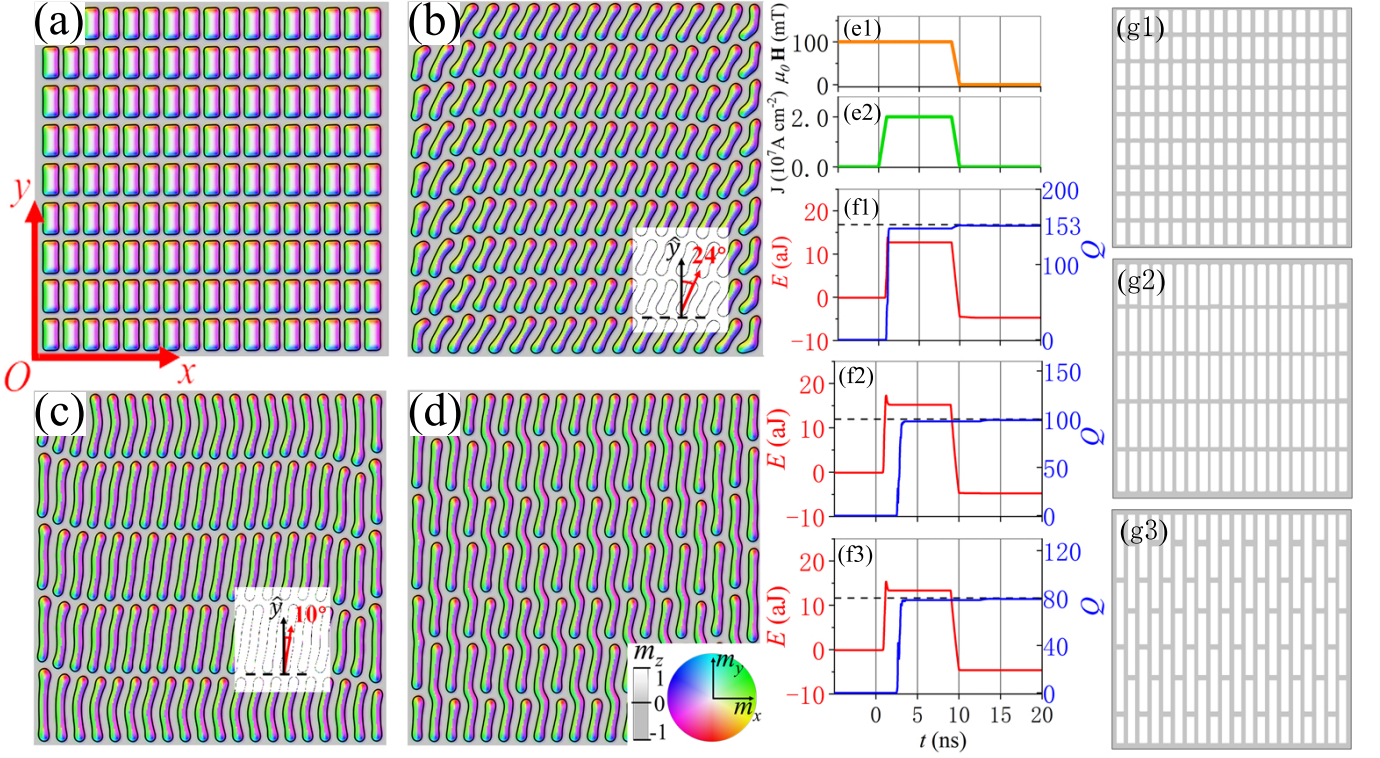 (a)
y
O
x
(b)
ŷ
24°
(c)
ŷ
10°
(d)
m_z
1
0
-1
m_y
m_x
(e1)
μ₀ H (mT)
100
0
(e2)
J (10⁷A cm⁻²)
2.0
0.0
(f1)
E (aJ)
20
10
0
−10
200
153
100
0
Q
(f2)
E (aJ)
20
10
0
−10
150
100
50
0
Q
(f3)
E (aJ)
20
10
0
−10
120
80
40
0
Q
0 5 10 15 20
t (ns)
(g1)
(g2)
(g3)